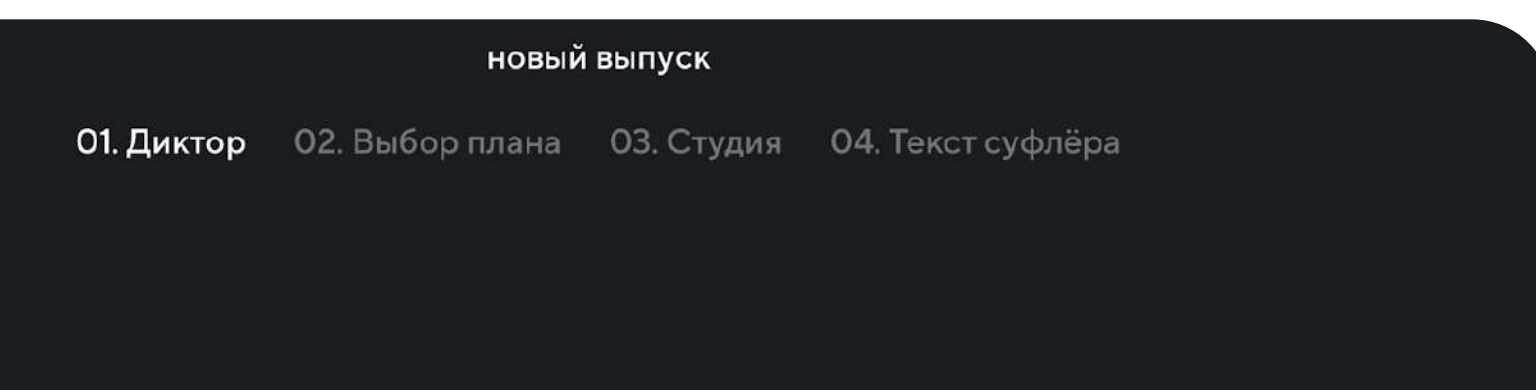 новый выпуск
01. Диктор 02. Выбор плана 03. Студия 04. Текст суфлёра